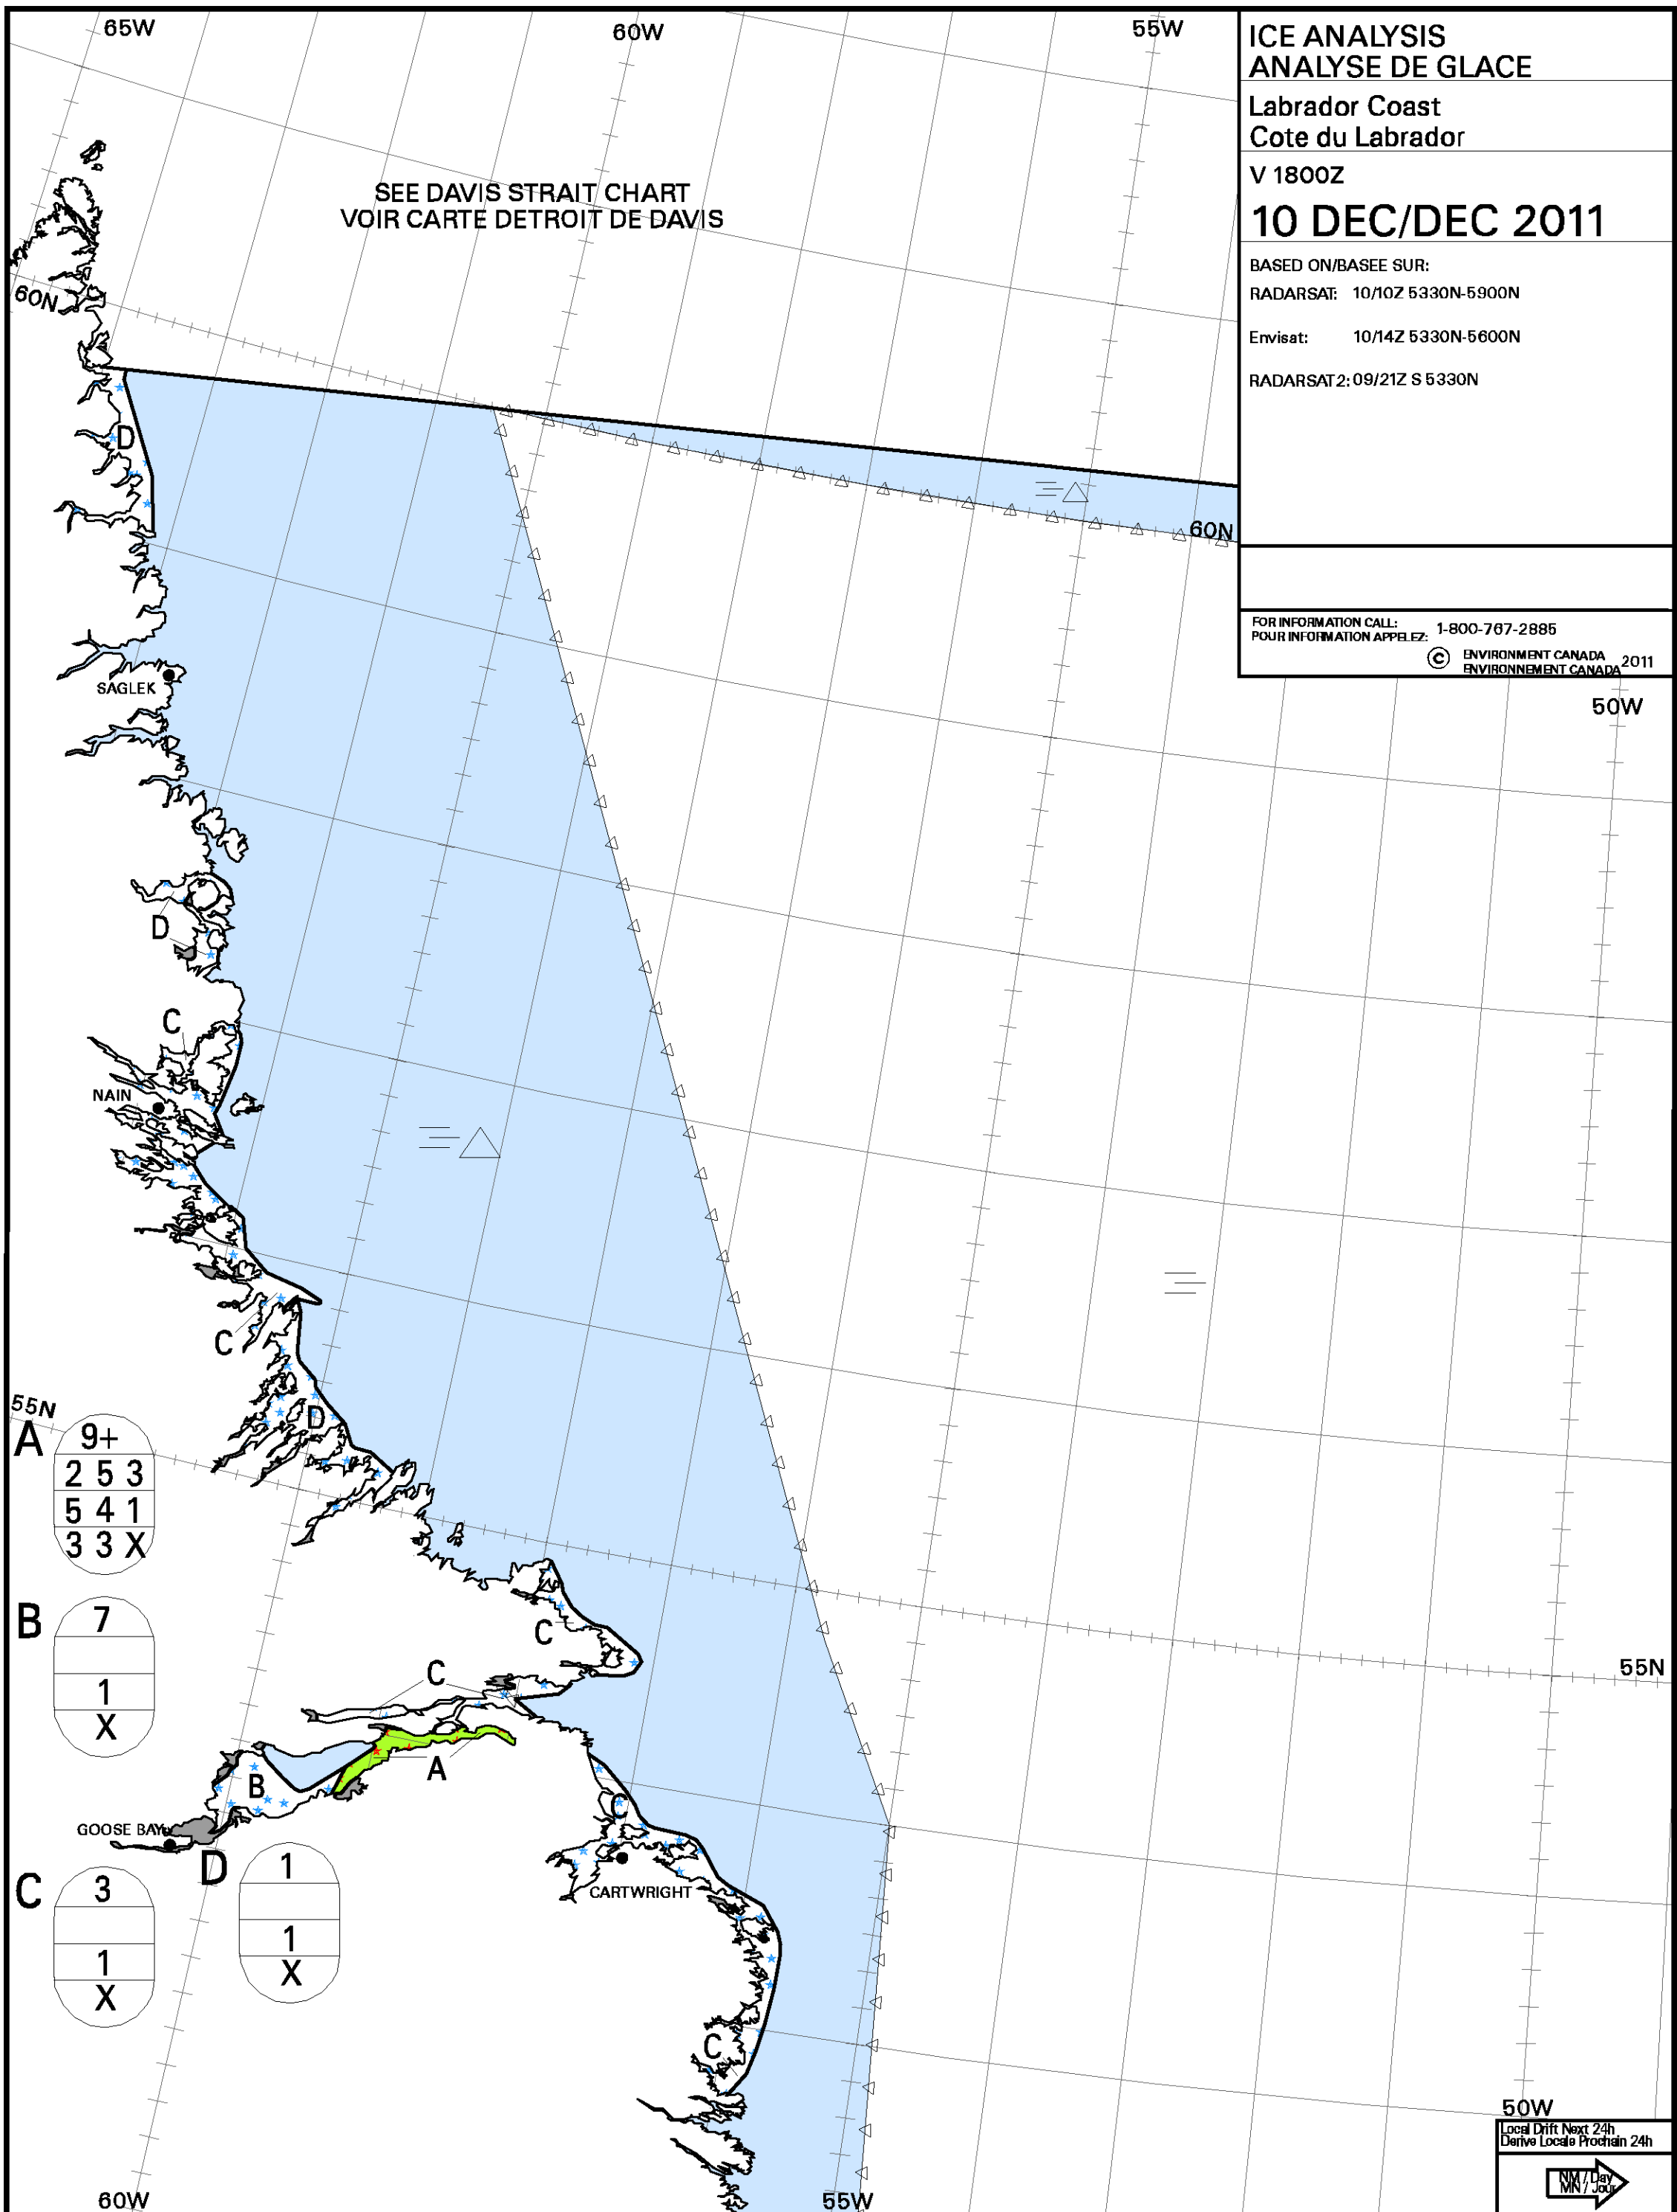 65W
60W
55W
ICE ANALYSIS
ANALYSE DE GLACE
Labrador Coast
Cote du Labrador
V 1800Z
10 DEC/DEC 2011
BASED ON/BASEE SUR:
RADARSAT: 10/10Z 5330N-5900N
Envisat: 10/14Z 5330N-5600N
RADARSAT2: 09/21Z S 5330N
FOR INFORMATION CALL:
POUR INFORMATION APPELEZ: 1-800-767-2885
© ENVIRONMENT CANADA
ENVIRONNEMENT CANADA 2011
SEE DAVIS STRAIT CHART
VOIR CARTE DETROIT DE DAVIS
60N
D
60N
SAGLEK
50W
D
C
NAIN
C
D
55N
A
9+
2 5 3
5 4 1
3 3 X
B
7
1
X
C
C
55N
A
B
C
GOOSE BAY
CARTWRIGHT
D
1
1
X
C
3
1
X
C
50W
Local Drift Next 24h
Derive Locale Prochain 24h
NM / Day
MN / Jour
60W
55W